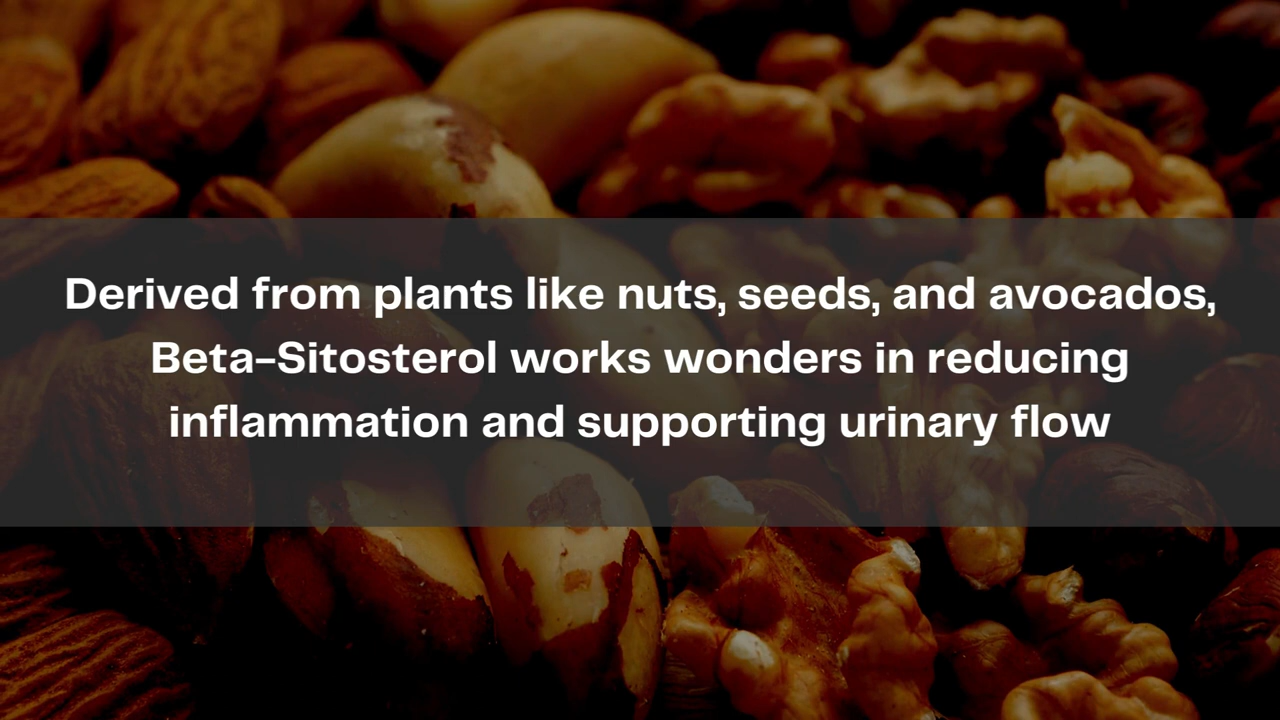 Derived from plants like nuts, seeds, and avocados,
Beta-Sitosterol works wonders in reducing
inflammation and supporting urinary flow